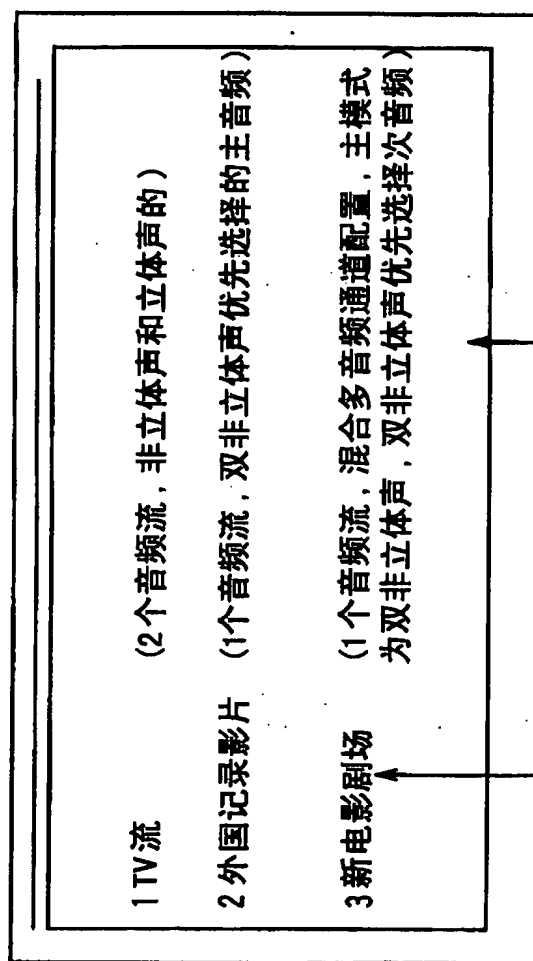 1 TV流 (2个音频流，非立体声和立体声的)
2 外国记录影片 (1个音频流，双非立体声优先选择的主音频)
3 新电影剧场 (1个音频流，混合多音频通道配置，主模式
为双非立体声，双非立体声优先选择次音频)